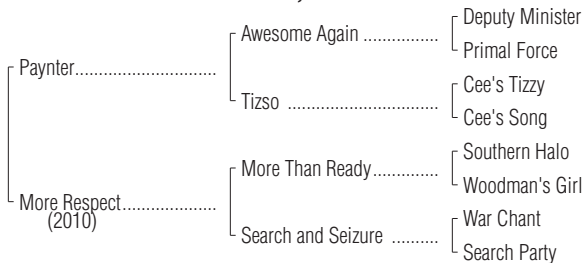 Deputy Minister
Awesome Again ................
Primal Force
Paynter.............................
Cee's Tizzy
Tizso ................................
Cee's Song
Southern Halo
More Than Ready..............
Woodman's Girl
More Respect....................
(2010)
War Chant
Search and Seizure ..........
Search Party